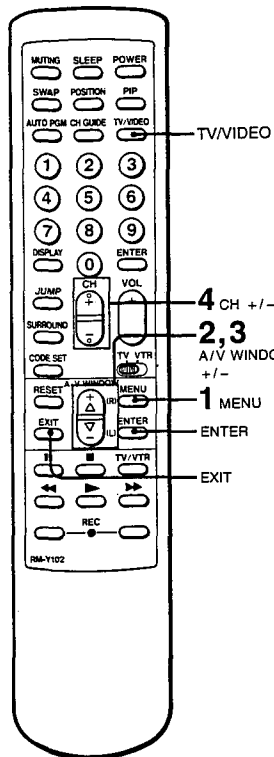 MUTING SLEEP POWER
SWAP POSITION PIP
AUTO PGM CH GUIDE TV/VIDEO
TV/VIDEO
1 2 3
4 5 6
7 8 9
DISPLAY 0 ENTER
CH VOL
JUMP + +
4 CH +/–
SURROUND – –
2,3
A/V WINDOW
+/–
CODE SET TV VTR
A/V WINDOW
RESET + (R) MENU
1 MENU
EXIT – (L) ENTER
ENTER
TV/VTR
EXIT
REC
RM-Y102